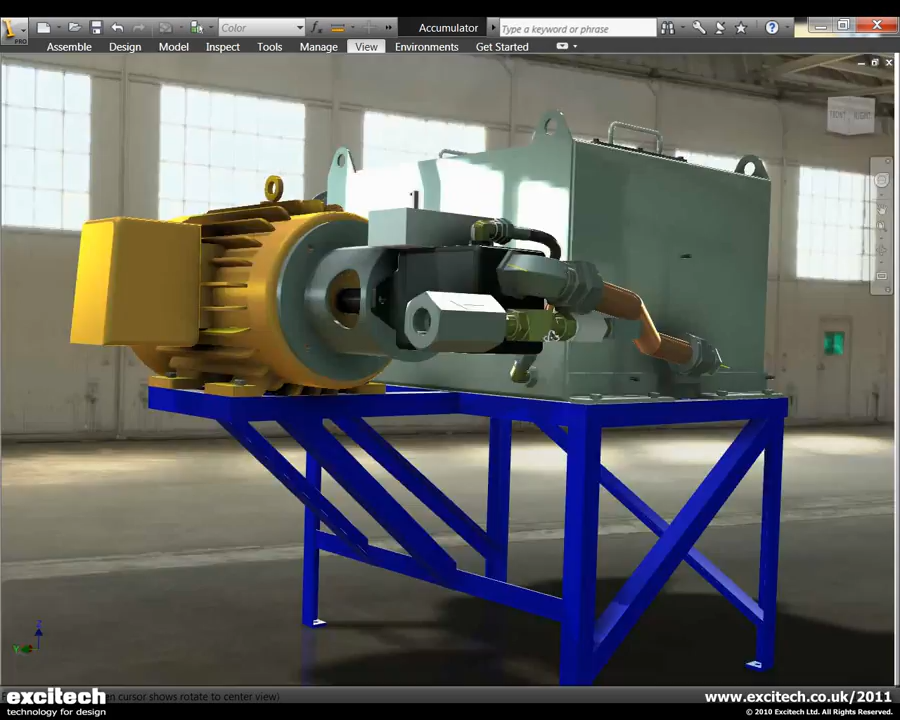 PRO
Color
Accumulator
Type a keyword or phrase
Assemble Design Model Inspect Tools Manage View Environments Get Started
FRONT RIGHT
Z
Y
en cursor shows rotate to center view)
excitech
technology for design
www.excitech.co.uk/2011
© 2010 Excitech Ltd. All Rights Reserved.